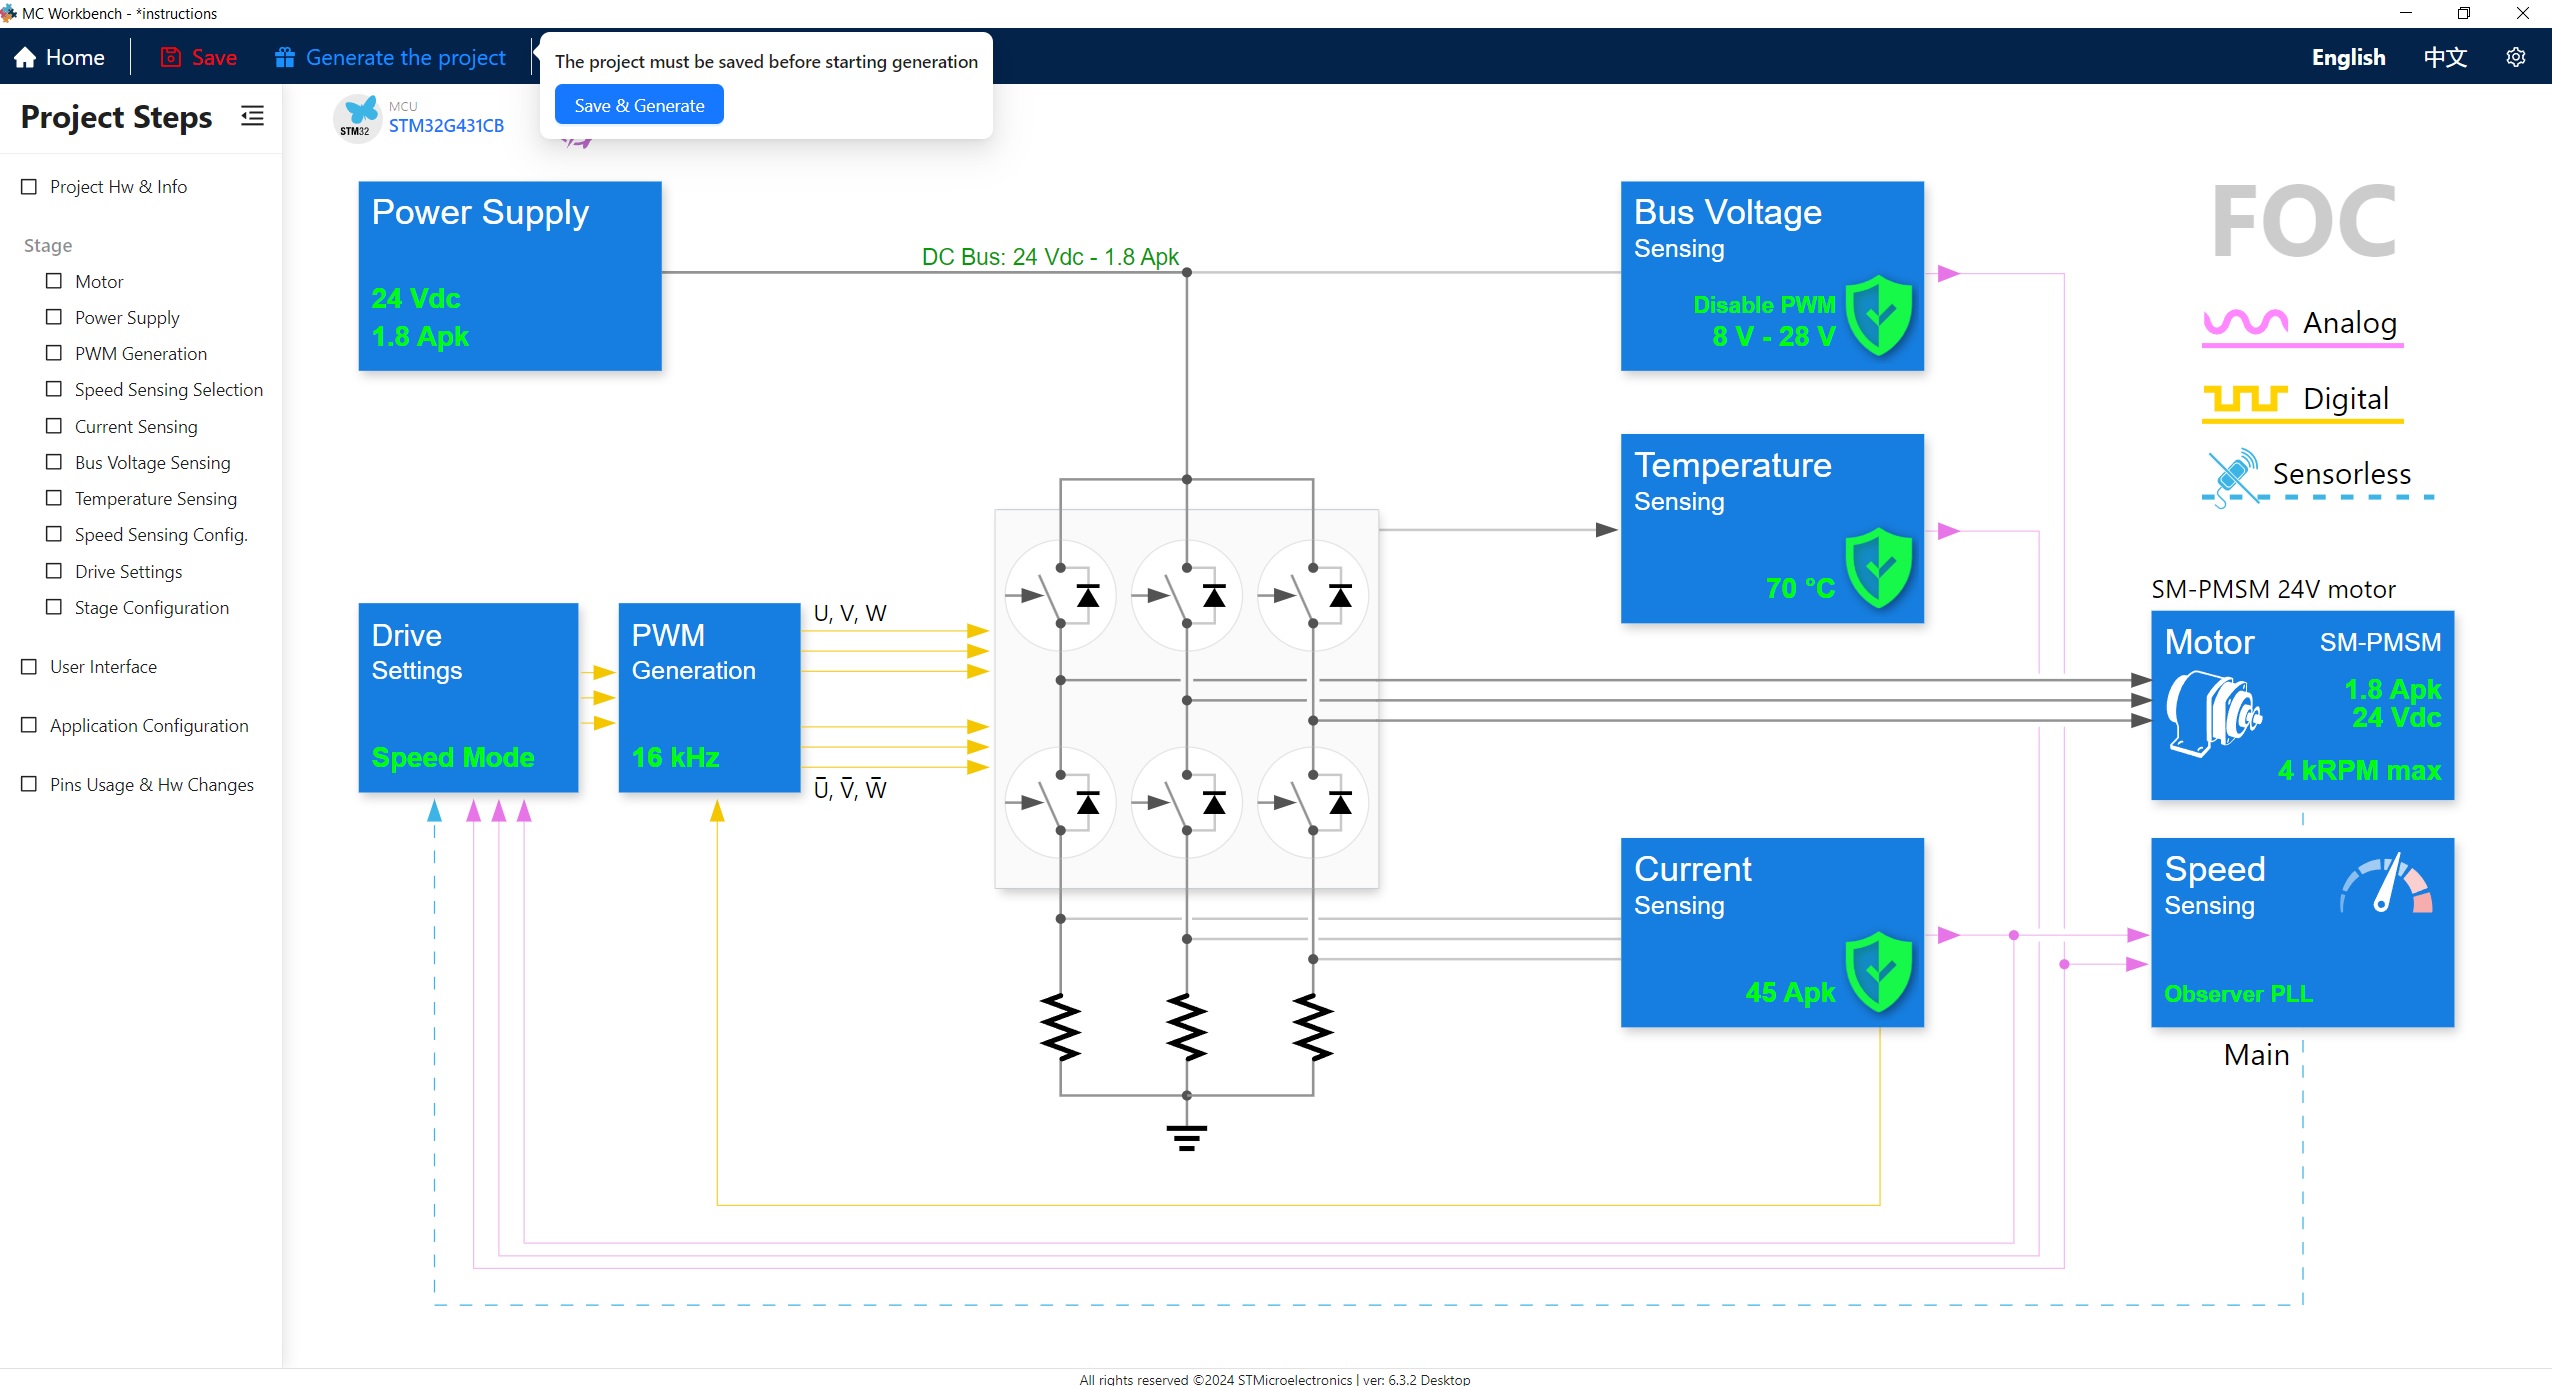 MC Workbench - *instructions
Home
Save
Generate the project
The project must be saved before starting generation
Save & Generate
English
中文
Project Steps
STM32
MCU
STM32G431CB
Project Hw & Info
Stage
Motor
Power Supply
PWM Generation
Speed Sensing Selection
Current Sensing
Bus Voltage Sensing
Temperature Sensing
Speed Sensing Config.
Drive Settings
Stage Configuration
User Interface
Application Configuration
Pins Usage & Hw Changes
Power Supply
24 Vdc
1.8 Apk
DC Bus: 24 Vdc - 1.8 Apk
Bus Voltage
Sensing
Disable PWM
8 V - 28 V
FOC
Analog
Digital
Sensorless
Temperature
Sensing
70 °C
Drive
Settings
Speed Mode
PWM
Generation
16 kHz
U, V, W
U̅, V̅, W̅
SM-PMSM 24V motor
Motor
SM-PMSM
1.8 Apk
24 Vdc
4 kRPM max
Current
Sensing
45 Apk
Speed
Sensing
Observer PLL
Main
All rights reserved ©2024 STMicroelectronics | ver: 6.3.2 Desktop